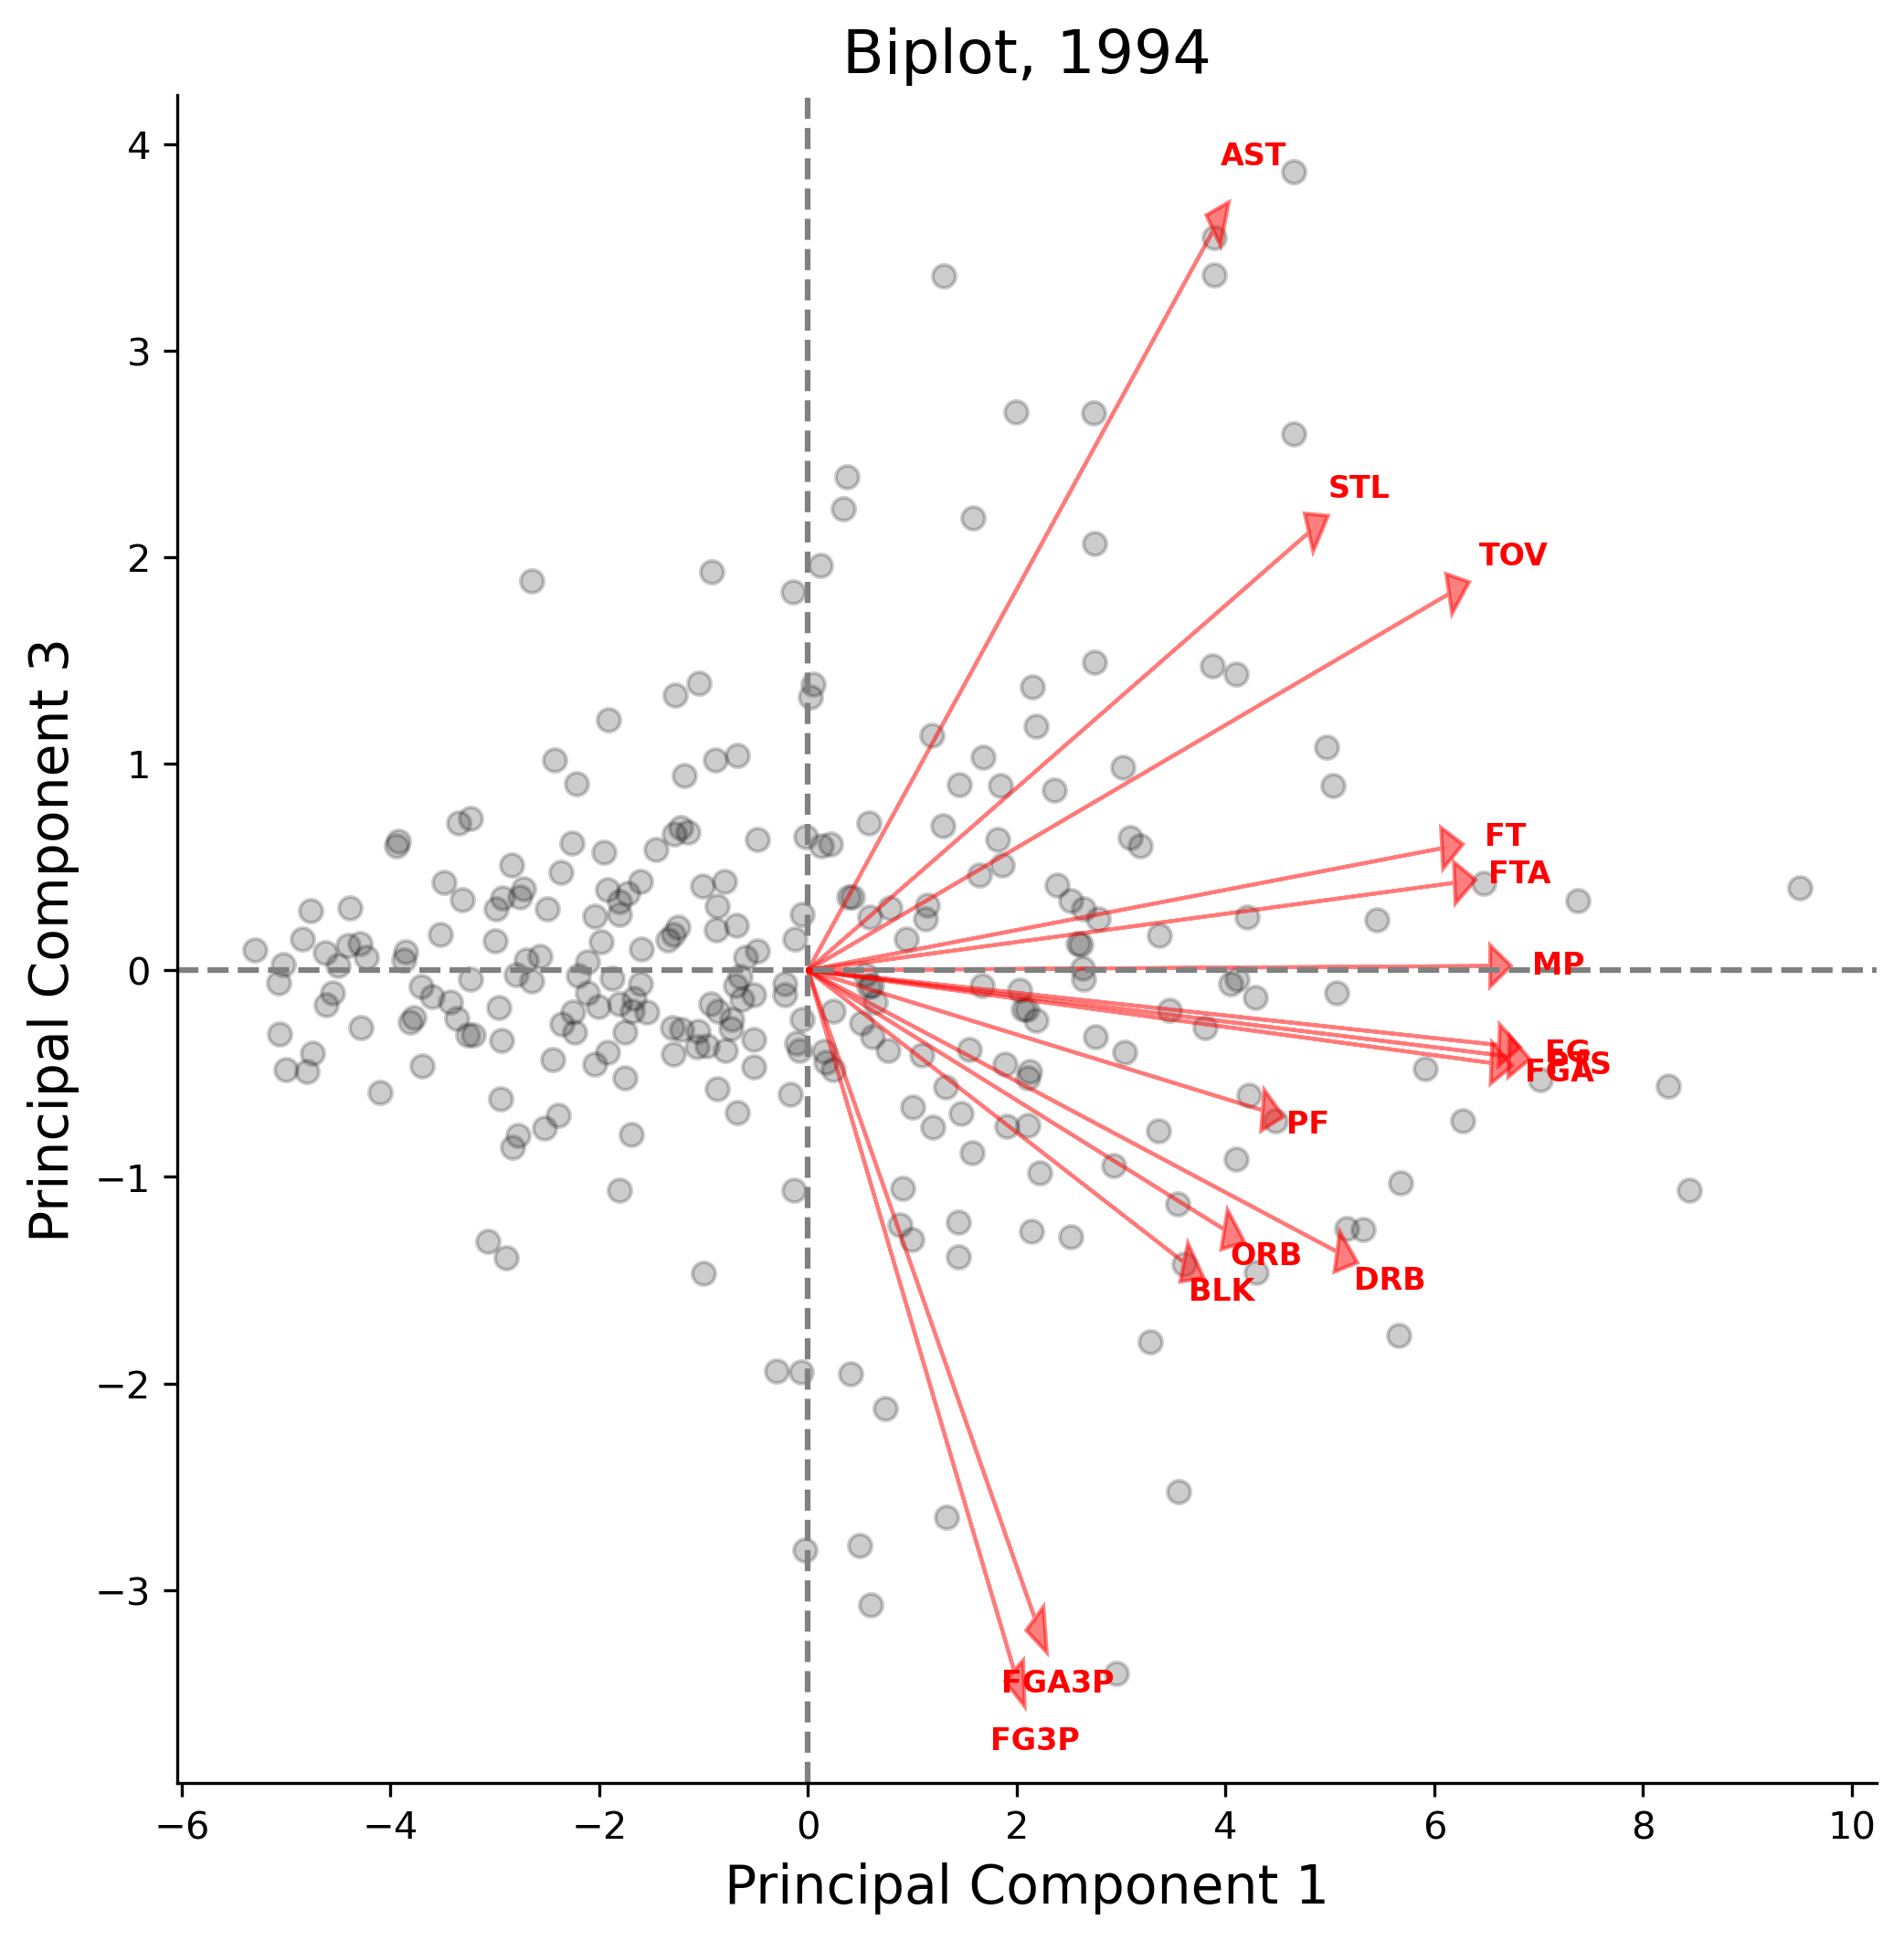 Biplot, 1994
Principal Component 3
4
3
2
1
0
−1
−2
−3
AST
STL
TOV
FT
FTA
MP
FG
PTS
FGA
PF
ORB
DRB
BLK
FGA3P
FG3P
−6 −4 −2 0 2 4 6 8 10
Principal Component 1